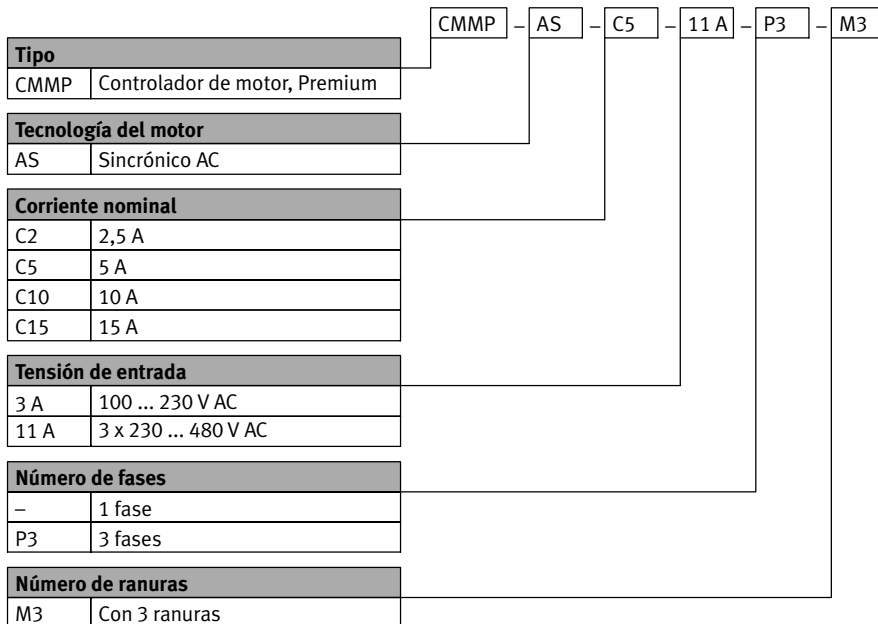 CMMP – AS – C5 – 11 A – P3 – M3
Tipo
CMMP Controlador de motor, Premium
Tecnología del motor
AS Sincrónico AC
Corriente nominal
C2 2,5 A
C5 5 A
C10 10 A
C15 15 A
Tensión de entrada
3 A 100 ... 230 V AC
11 A 3 x 230 ... 480 V AC
Número de fases
– 1 fase
P3 3 fases
Número de ranuras
M3 Con 3 ranuras